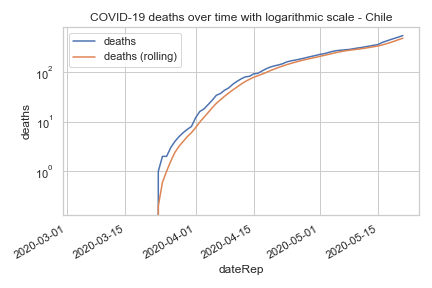 COVID-19 deaths over time with logarithmic scale - Chile
deaths
deaths (rolling)
deaths
10²
10¹
10⁰
2020-03-01
2020-03-15
2020-04-01
2020-04-15
2020-05-01
2020-05-15
dateRep